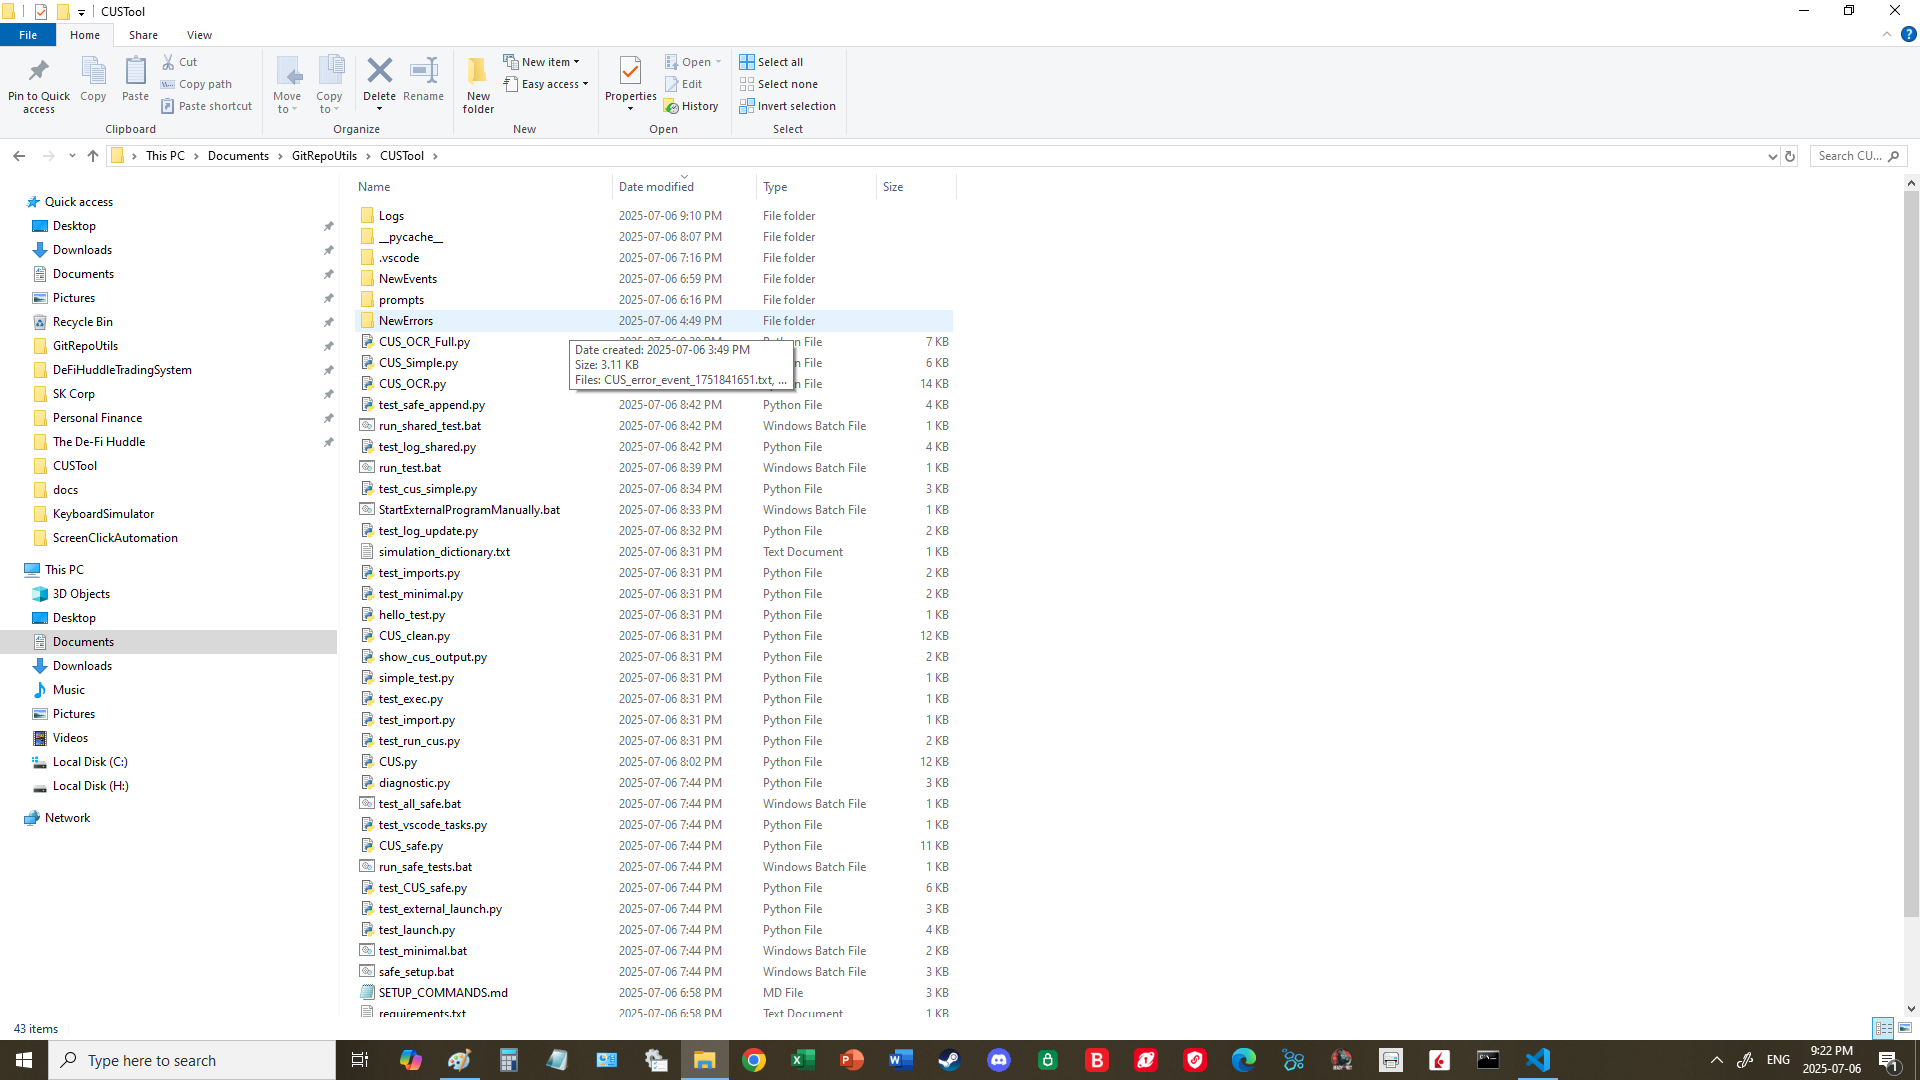 CUSTool
File Home Share View
Pin to Quick access
Copy
Paste
Cut
Copy path
Paste shortcut
Clipboard
Move to
Copy to
Delete
Rename
Organize
New folder
New item
Easy access
New
Properties
Open
Edit
History
Open
Select all
Select none
Invert selection
Select
This PC > Documents > GitRepoUtils > CUSTool >
Search CU...
Quick access
Desktop
Downloads
Documents
Pictures
Recycle Bin
GitRepoUtils
DeFiHuddleTradingSystem
SK Corp
Personal Finance
The De-Fi Huddle
CUSTool
docs
KeyboardSimulator
ScreenClickAutomation
This PC
3D Objects
Desktop
Documents
Downloads
Music
Pictures
Videos
Local Disk (C:)
Local Disk (H:)
Network
Name Date modified Type Size
Logs 2025-07-06 9:10 PM File folder
__pycache__ 2025-07-06 8:07 PM File folder
.vscode 2025-07-06 7:16 PM File folder
NewEvents 2025-07-06 6:59 PM File folder
prompts 2025-07-06 6:16 PM File folder
NewErrors 2025-07-06 4:49 PM File folder
CUS_OCR_Full.py File 7 KB
CUS_Simple.py File 6 KB
CUS_OCR.py File 14 KB
Date created: 2025-07-06 3:49 PM
Size: 3.11 KB
Files: CUS_error_event_1751841651.txt, ...
test_safe_append.py 2025-07-06 8:42 PM Python File 4 KB
run_shared_test.bat 2025-07-06 8:42 PM Windows Batch File 1 KB
test_log_shared.py 2025-07-06 8:42 PM Python File 4 KB
run_test.bat 2025-07-06 8:39 PM Windows Batch File 1 KB
test_cus_simple.py 2025-07-06 8:34 PM Python File 3 KB
StartExternalProgramManually.bat 2025-07-06 8:33 PM Windows Batch File 1 KB
test_log_update.py 2025-07-06 8:32 PM Python File 2 KB
simulation_dictionary.txt 2025-07-06 8:31 PM Text Document 1 KB
test_imports.py 2025-07-06 8:31 PM Python File 2 KB
test_minimal.py 2025-07-06 8:31 PM Python File 2 KB
hello_test.py 2025-07-06 8:31 PM Python File 1 KB
CUS_clean.py 2025-07-06 8:31 PM Python File 12 KB
show_cus_output.py 2025-07-06 8:31 PM Python File 2 KB
simple_test.py 2025-07-06 8:31 PM Python File 1 KB
test_exec.py 2025-07-06 8:31 PM Python File 1 KB
test_import.py 2025-07-06 8:31 PM Python File 1 KB
test_run_cus.py 2025-07-06 8:31 PM Python File 2 KB
CUS.py 2025-07-06 8:02 PM Python File 12 KB
diagnostic.py 2025-07-06 7:44 PM Python File 3 KB
test_all_safe.bat 2025-07-06 7:44 PM Windows Batch File 1 KB
test_vscode_tasks.py 2025-07-06 7:44 PM Python File 1 KB
CUS_safe.py 2025-07-06 7:44 PM Python File 11 KB
run_safe_tests.bat 2025-07-06 7:44 PM Windows Batch File 1 KB
test_CUS_safe.py 2025-07-06 7:44 PM Python File 6 KB
test_external_launch.py 2025-07-06 7:44 PM Python File 3 KB
test_launch.py 2025-07-06 7:44 PM Python File 4 KB
test_minimal.bat 2025-07-06 7:44 PM Windows Batch File 2 KB
safe_setup.bat 2025-07-06 7:44 PM Windows Batch File 3 KB
SETUP_COMMANDS.md 2025-07-06 6:58 PM MD File 3 KB
requirements.txt 2025-07-06 6:58 PM Text Document 1 KB
43 items
Type here to search
ENG
9:22 PM
2025-07-06
1